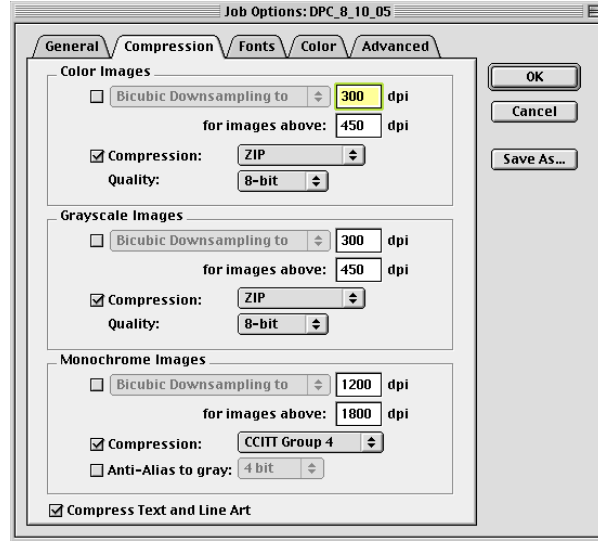 Job Options: DPC_8_10_05
General Compression Fonts Color Advanced
Color Images
Bicubic Downsampling to 300 dpi
for images above: 450 dpi
Compression: ZIP
Quality: 8-bit
Grayscale Images
Bicubic Downsampling to 300 dpi
for images above: 450 dpi
Compression: ZIP
Quality: 8-bit
Monochrome Images
Bicubic Downsampling to 1200 dpi
for images above: 1800 dpi
Compression: CCITT Group 4
Anti-Alias to gray: 4 bit
Compress Text and Line Art
OK
Cancel
Save As...